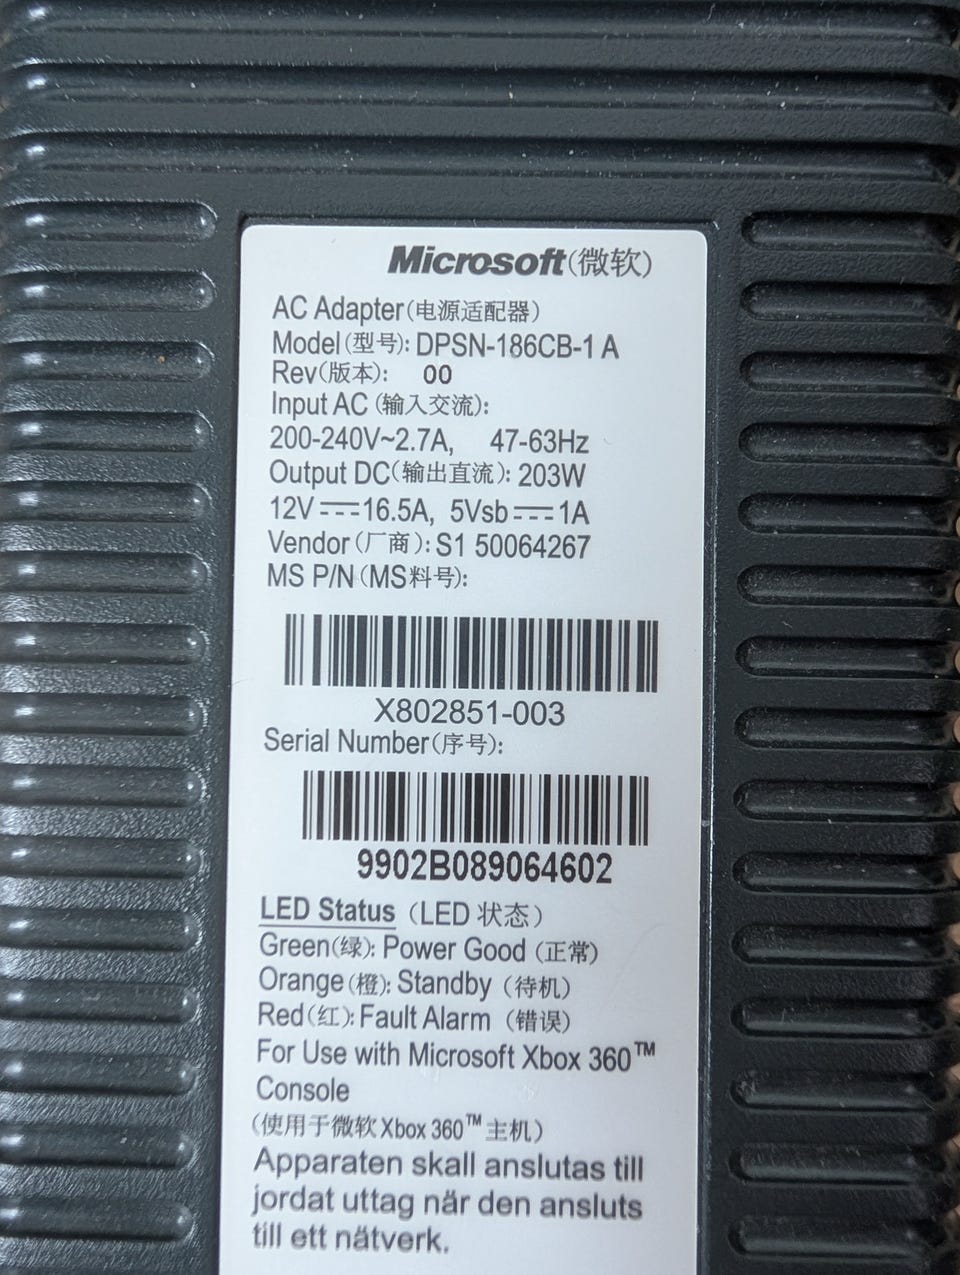 Microsoft(微软)
AC Adapter(电源适配器)
Model(型号): DPSN-186CB-1 A
Rev(版本): 00
Input AC (输入交流):
200-240V~2.7A, 47-63Hz
Output DC(输出直流): 203W
12V⎓16.5A, 5Vsb⎓1A
Vendor(厂商): S1 50064267
MS P/N(MS料号):
X802851-003
Serial Number(序号):
9902B089064602
LED Status (LED 状态)
Green(绿): Power Good (正常)
Orange(橙): Standby (待机)
Red(红): Fault Alarm (错误)
For Use with Microsoft Xbox 360™
Console
(使用于微软 Xbox 360™ 主机)
Apparaten skall anslutas till
jordat uttag när den ansluts
till ett nätverk.